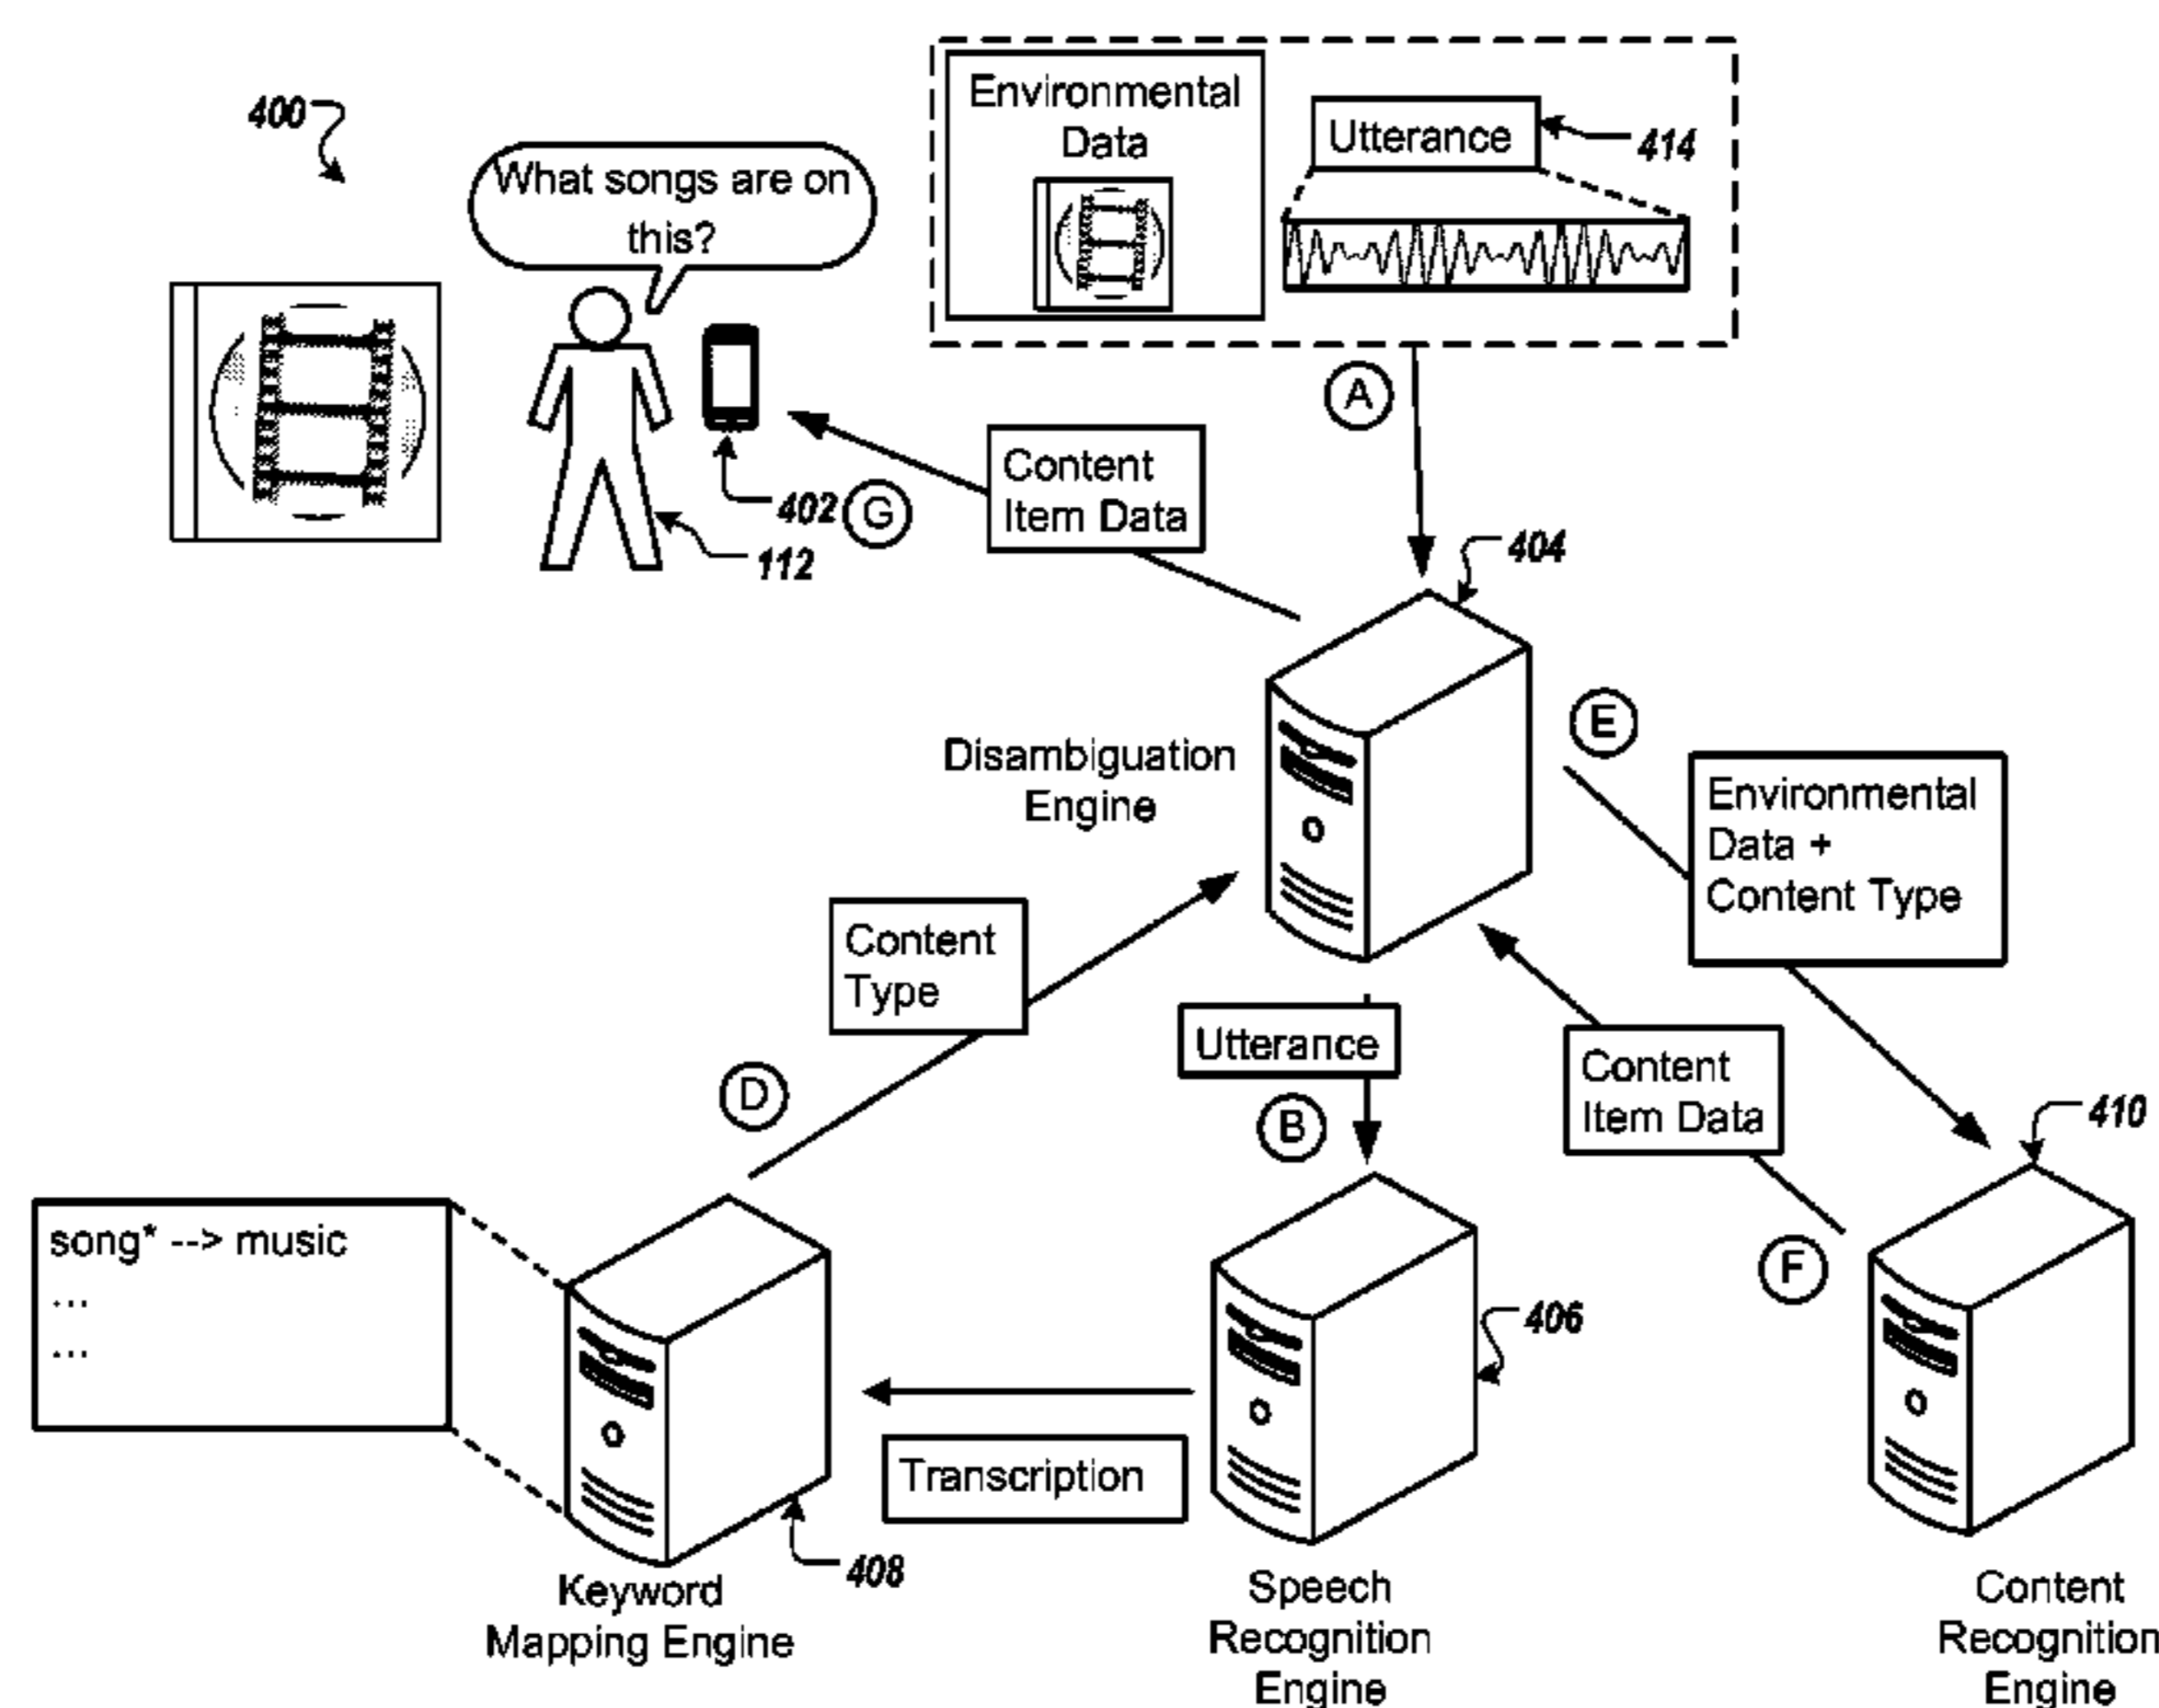 400
What songs are on
this?
Environmental
Data
Utterance
414
A
402
G
112
Content
Item Data
404
Disambiguation
Engine
E
Environmental
Data +
Content Type
Content
Type
D
Utterance
B
Content
Item Data
F
410
song* --> music
...
...
406
Transcription
408
Keyword
Mapping Engine
Speech
Recognition
Engine
Content
Recognition
Engine